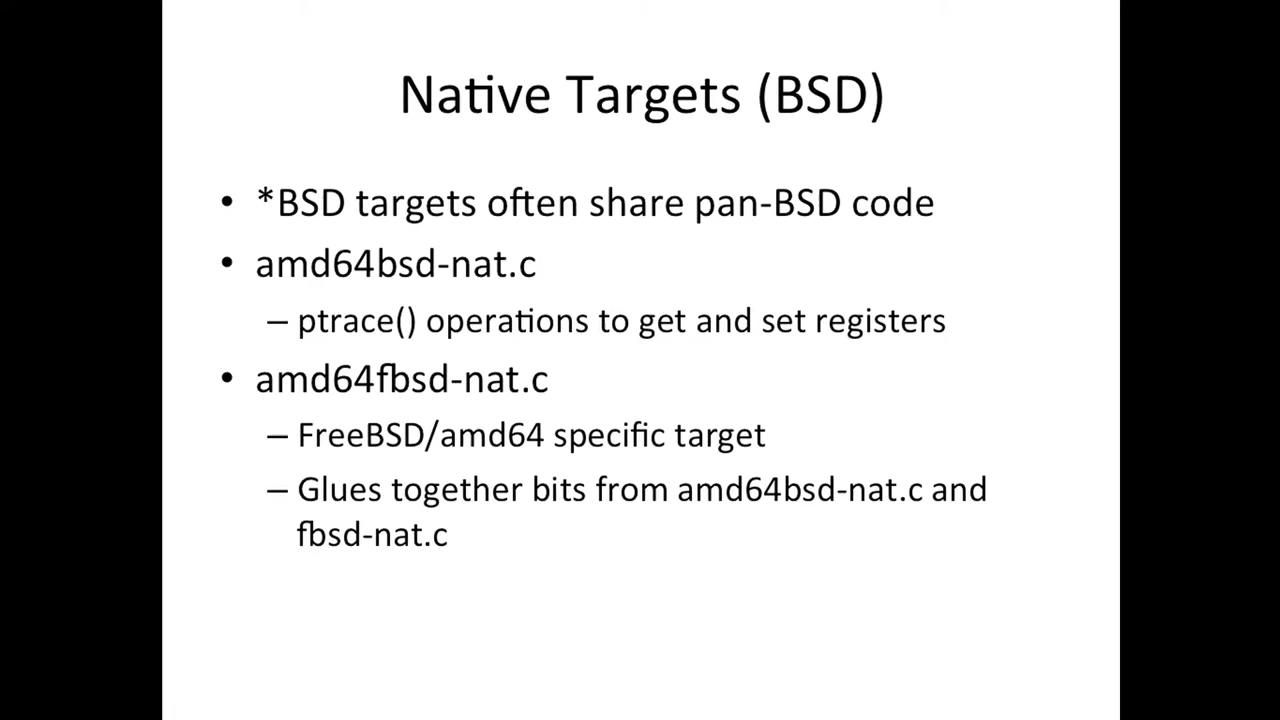 Native Targets (BSD)
• *BSD targets often share pan-BSD code
• amd64bsd-nat.c
– ptrace() operations to get and set registers
• amd64fbsd-nat.c
– FreeBSD/amd64 specific target
– Glues together bits from amd64bsd-nat.c and
fbsd-nat.c